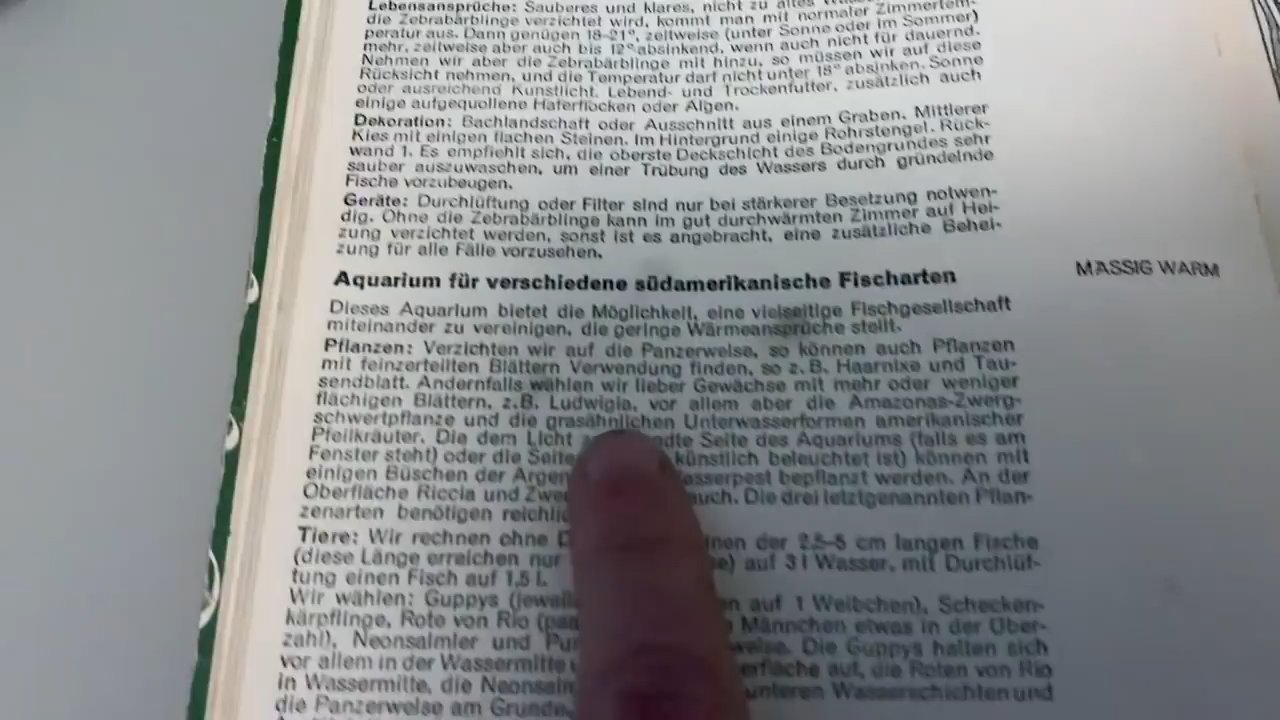 Lebensansprüche: Sauberes und klares, nicht zu altes
die Zebrabärblinge verzichtet wird, kommt man mit normaler Zimmertem-
peratur aus. Dann genügen 18–21°, zeitweise (unter Sonne oder im Sommer)
mehr, zeitweise aber auch bis 12° absinkend, wenn auch nicht für dauernd.
Nehmen wir aber die Zebrabärblinge mit hinzu, so müssen wir auf diese
Rücksicht nehmen, und die Temperatur darf nicht unter 18° absinken. Sonne
oder ausreichend Kunstlicht. Lebend- und Trockenfutter, zusätzlich auch
einige aufgequollene Haferflocken oder Algen.
Dekoration: Bachlandschaft oder Ausschnitt aus einem Graben. Mittlerer
Kies mit einigen flachen Steinen. Im Hintergrund einige Rohrstengel. Rück-
wand 1. Es empfiehlt sich, die oberste Deckschicht des Bodengrundes sehr
sauber auszuwaschen, um einer Trübung des Wassers durch gründelnde
Fische vorzubeugen.
Geräte: Durchlüftung oder Filter sind nur bei stärkerer Besetzung notwen-
dig. Ohne die Zebrabärblinge kann im gut durchwärmten Zimmer auf Hei-
zung verzichtet werden, sonst ist es angebracht, eine zusätzliche Behei-
zung für alle Fälle vorzusehen.
Aquarium für verschiedene südamerikanische Fischarten
MÄSSIG WARM
Dieses Aquarium bietet die Möglichkeit, eine vielseitige Fischgesellschaft
miteinander zu vereinigen, die geringe Wärmeansprüche stellt.
Pflanzen: Verzichten wir auf die Panzerwelse, so können auch Pflanzen
mit feinzerteilten Blättern Verwendung finden, so z. B. Haarnixe und Tau-
sendblatt. Andernfalls wählen wir lieber Gewächse mit mehr oder weniger
flächigen Blättern, z.B. Ludwigia, vor allem aber die Amazonas-Zwerg-
schwertpflanze und die grasähnlichen Unterwasserformen amerikanischer
Pfeilkräuter. Die dem Licht Seite des Aquariums (falls es am
Fenster steht) oder die Seite künstlich beleuchtet ist) können mit
einigen Büschen der asserpest bepflanzt werden. An der
Oberfläche Riccia und auch. Die drei letztgenannten Pflan-
zenarten benötigen
Tiere: Wir rechnen ohne der 2,5–5 cm langen Fische
(diese Länge erreichen nur auf 3 l Wasser, mit Durchlüf-
tung einen Fisch auf 1,5 l.
Wir wählen: Guppys auf 1 Weibchen), Schecken-
kärpflinge, Rote von Rio Männchen etwas in der Über-
zahl), Neonsalmler und Die Guppys halten sich
vor allem in der Wassermitte auf, die Roten von Rio
in Wassermitte, die unteren Wasserschichten und
die Panzerwelse am Grunde.